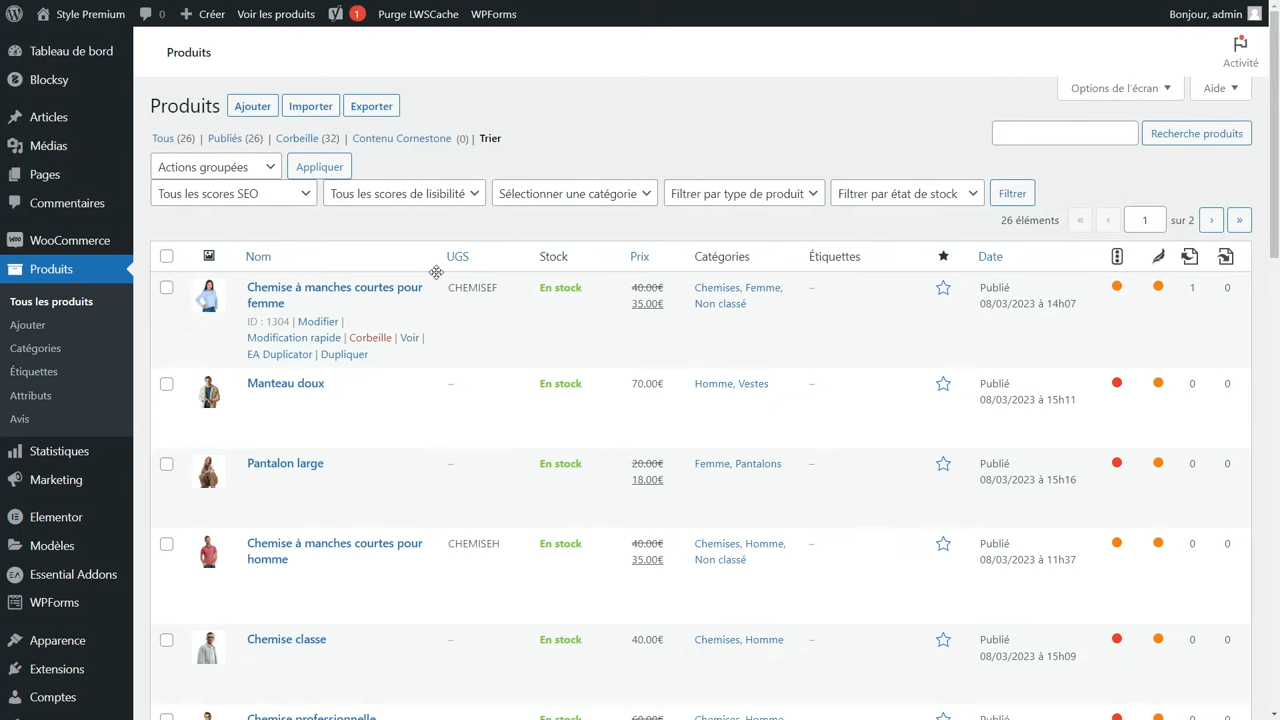 Style Premium 0 Créer Voir les produits 1 Purge LWSCache WPForms Bonjour, admin
Tableau de bord
Blocksy
Articles
Médias
Pages
Commentaires
WooCommerce
Produits
Tous les produits
Ajouter
Catégories
Étiquettes
Attributs
Avis
Statistiques
Marketing
Elementor
Modèles
Essential Addons
WPForms
Apparence
Extensions
Comptes
Produits
Activité
Options de l'écran Aide
Produits Ajouter Importer Exporter
Tous (26) | Publiés (26) | Corbeille (32) | Contenu Cornestone (0) | Trier
Recherche produits
Actions groupées Appliquer
Tous les scores SEO Tous les scores de lisibilité Sélectionner une catégorie Filtrer par type de produit Filtrer par état de stock Filtrer
26 éléments « ‹ 1 sur 2 › »
Nom UGS Stock Prix Catégories Étiquettes Date
Chemise à manches courtes pour CHEMISEF En stock 40.00€ Chemises, Femme, – Publié 1 0
femme 35.00€ Non classé 08/03/2023 à 14h07
ID : 1304 | Modifier |
Modification rapide | Corbeille | Voir |
EA Duplicator | Dupliquer
Manteau doux – En stock 70.00€ Homme, Vestes – Publié 0 0
08/03/2023 à 15h11
Pantalon large – En stock 20.00€ Femme, Pantalons – Publié 0 0
18.00€ 08/03/2023 à 15h16
Chemise à manches courtes pour CHEMISEH En stock 40.00€ Chemises, Homme, – Publié 0 0
homme 35.00€ Non classé 08/03/2023 à 11h37
Chemise classe – En stock 40.00€ Chemises, Homme – Publié 0 0
08/03/2023 à 15h09
Chemise professionnelle En stock 60.00€ Chemises, Homme Publié